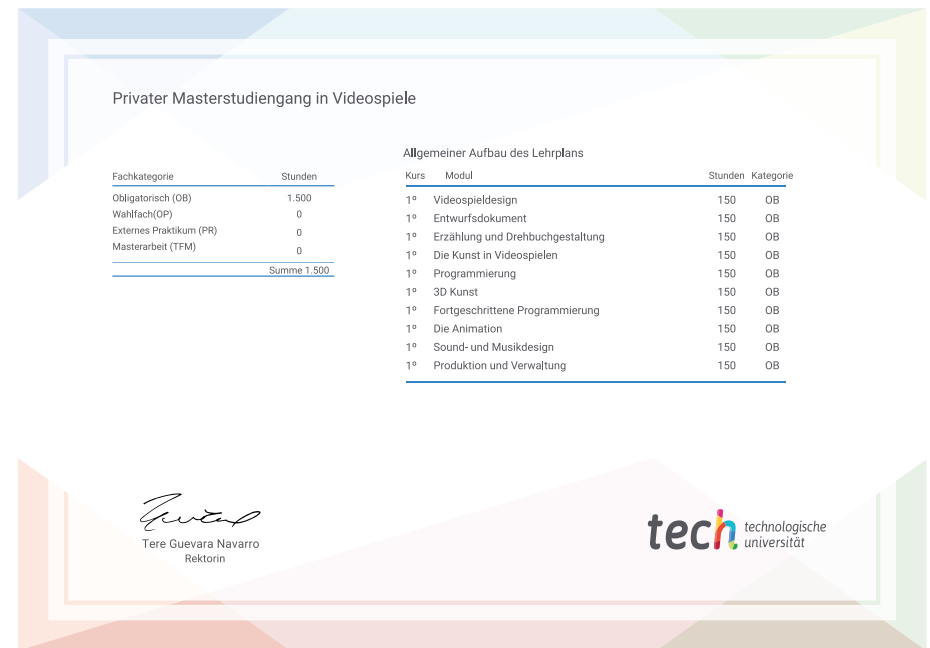 Privater Masterstudiengang in Videospiele
Fachkategorie Stunden
Obligatorisch (OB) 1.500
Wahlfach(OP) 0
Externes Praktikum (PR) 0
Masterarbeit (TFM) 0
Summe 1.500
Allgemeiner Aufbau des Lehrplans
Kurs Modul Stunden Kategorie
1º Videospieldesign 150 OB
1º Entwurfsdokument 150 OB
1º Erzählung und Drehbuchgestaltung 150 OB
1º Die Kunst in Videospielen 150 OB
1º Programmierung 150 OB
1º 3D Kunst 150 OB
1º Fortgeschrittene Programmierung 150 OB
1º Die Animation 150 OB
1º Sound- und Musikdesign 150 OB
1º Produktion und Verwaltung 150 OB
Tere Guevara Navarro
Rektorin
tech technologische
universität